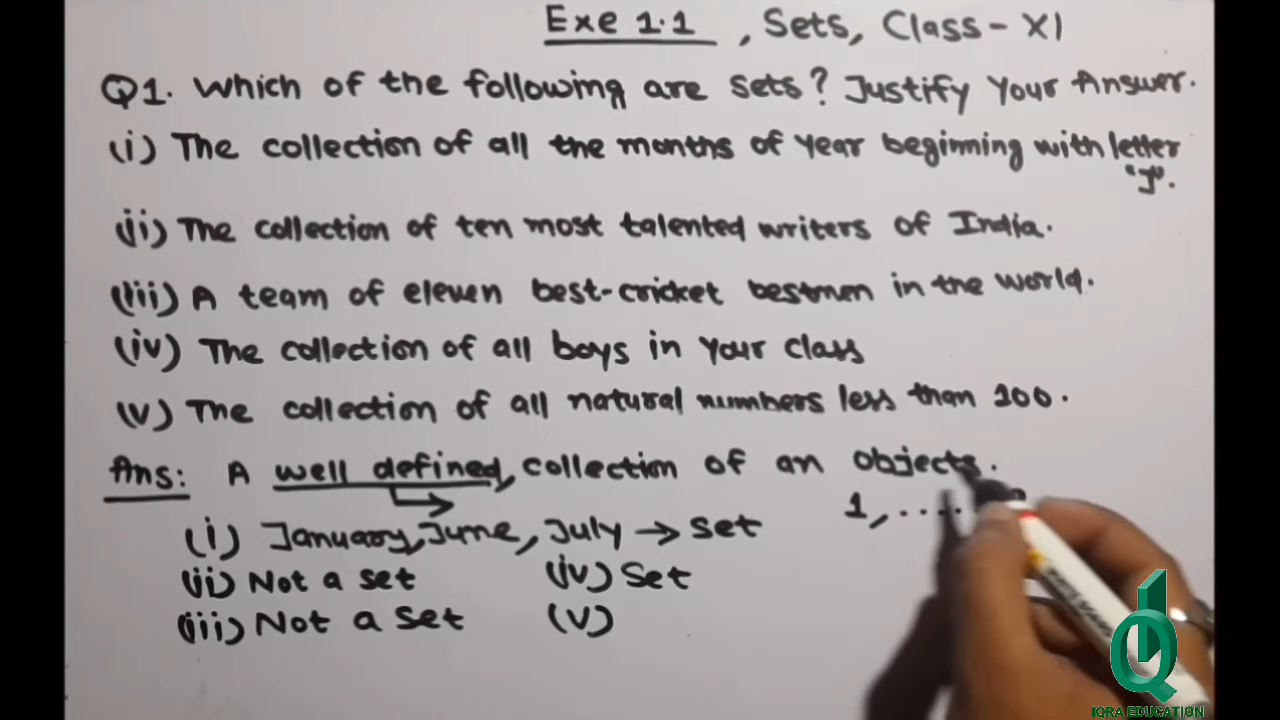 Exe 1.1 , Sets, Class - XI
Q1. Which of the following are sets? Justify Your Answer.
(i) The collection of all the months of year beginning with letter
"J".
(ii) The collection of ten most talented writers of India.
(iii) A team of eleven best-cricket bestmen in the world.
(iv) The collection of all boys in your class
(v) The collection of all natural numbers less than 100.
Ans: A well defined, collection of an objects.
1, ....
(i) January, June, July → Set
(ii) Not a set (iv) Set
(iii) Not a set (v)
IQRA EDUCATION